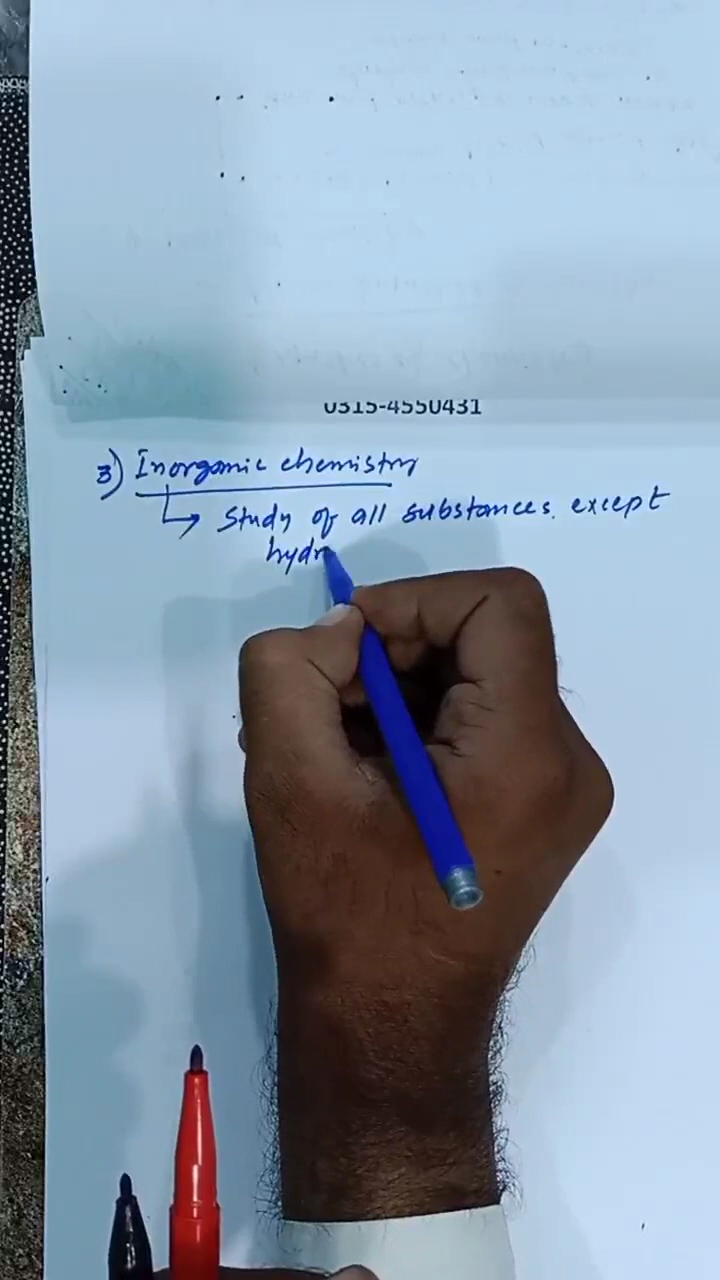 0315-4550431
3) Inorganic chemistry
↳ Study of all substances. except
hydr